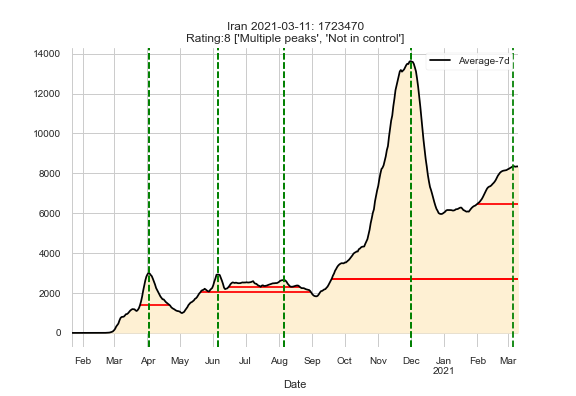 Iran 2021-03-11: 1723470
Rating:8 ['Multiple peaks', 'Not in control']
Average-7d
14000
12000
10000
8000
6000
4000
2000
0
Feb Mar Apr May Jun Jul Aug Sep Oct Nov Dec Jan Feb Mar
2021
Date